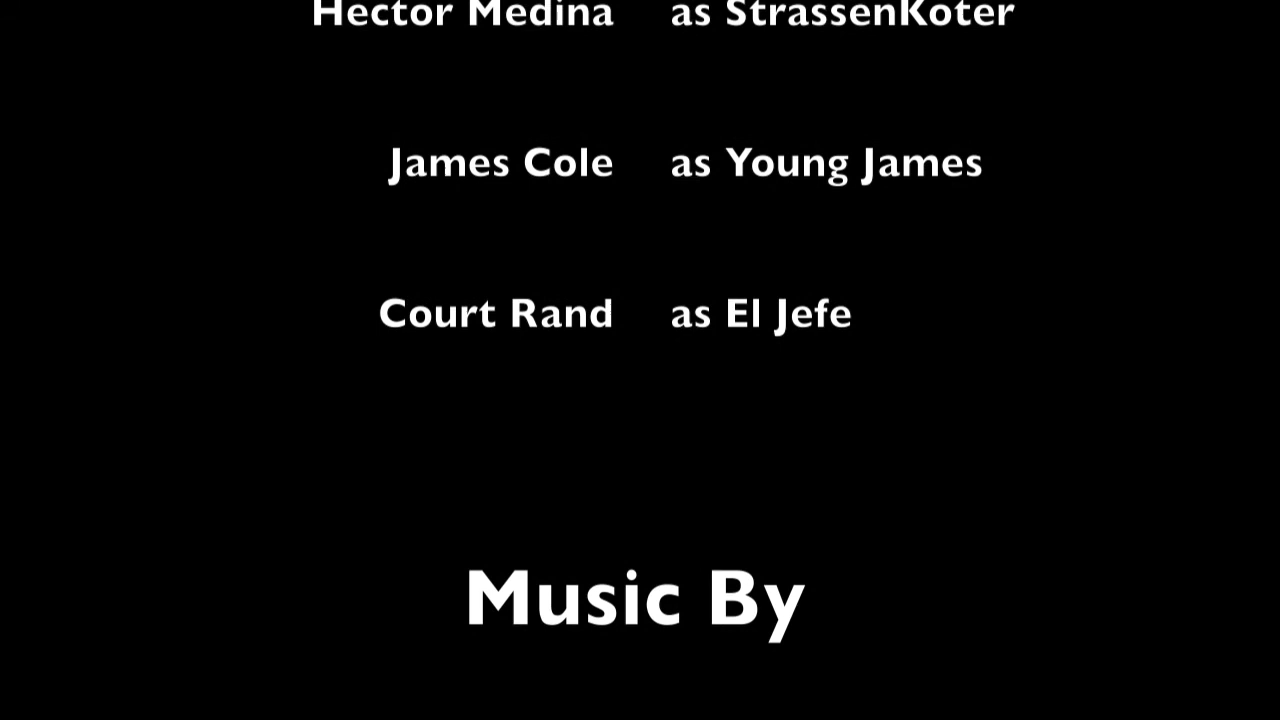 Hector Medina as StrassenKoter
James Cole as Young James
Court Rand as El Jefe
Music By